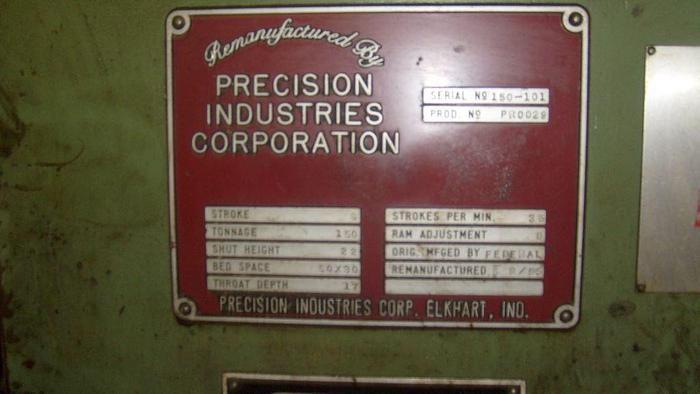 Remanufactured By
PRECISION
INDUSTRIES
CORPORATION
SERIAL Nº 150-101
PROD. Nº PR0029
STROKE
TONNAGE 150
SHUT HEIGHT 22
BED SPACE 50X30
THROAT DEPTH 17
STROKES PER MIN. 35
RAM ADJUSTMENT
ORIG. MFGED BY FEDERAL
REMANUFACTURED
PRECISION INDUSTRIES CORP. ELKHART, IND.